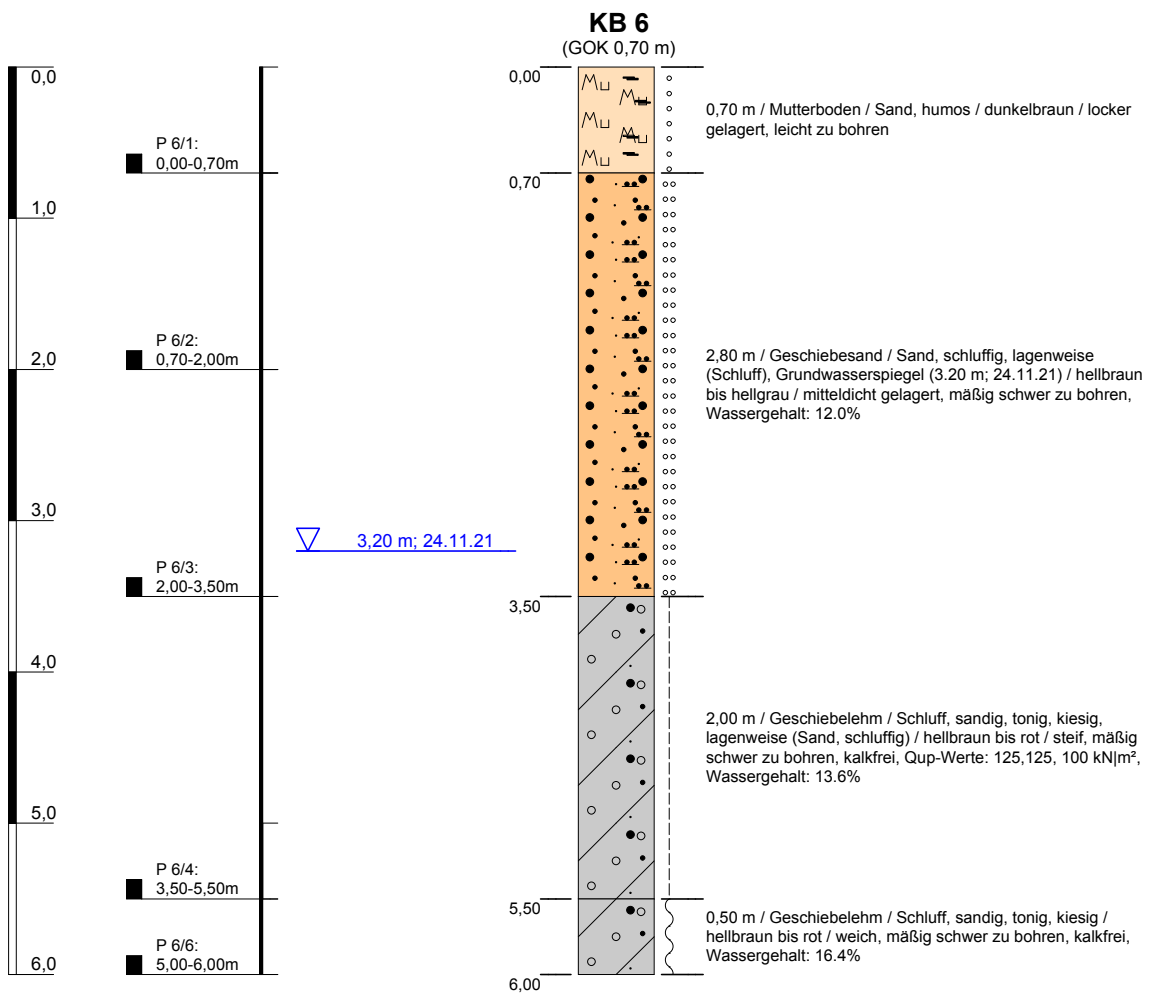 KB 6
(GOK 0,70 m)
0,0
1,0
2,0
3,0
4,0
5,0
6,0
P 6/1:
0,00-0,70m
P 6/2:
0,70-2,00m
P 6/3:
2,00-3,50m
P 6/4:
3,50-5,50m
P 6/6:
5,00-6,00m
3,20 m; 24.11.21
0,00
0,70
3,50
5,50
6,00
Mu
Mu
Mu
Mu
Mu
0,70 m / Mutterboden / Sand, humos / dunkelbraun / locker
gelagert, leicht zu bohren
2,80 m / Geschiebesand / Sand, schluffig, lagenweise
(Schluff), Grundwasserspiegel (3.20 m; 24.11.21) / hellbraun
bis hellgrau / mitteldicht gelagert, mäßig schwer zu bohren,
Wassergehalt: 12.0%
2,00 m / Geschiebelehm / Schluff, sandig, tonig, kiesig,
lagenweise (Sand, schluffig) / hellbraun bis rot / steif, mäßig
schwer zu bohren, kalkfrei, Qup-Werte: 125,125, 100 kN|m²,
Wassergehalt: 13.6%
0,50 m / Geschiebelehm / Schluff, sandig, tonig, kiesig /
hellbraun bis rot / weich, mäßig schwer zu bohren, kalkfrei,
Wassergehalt: 16.4%